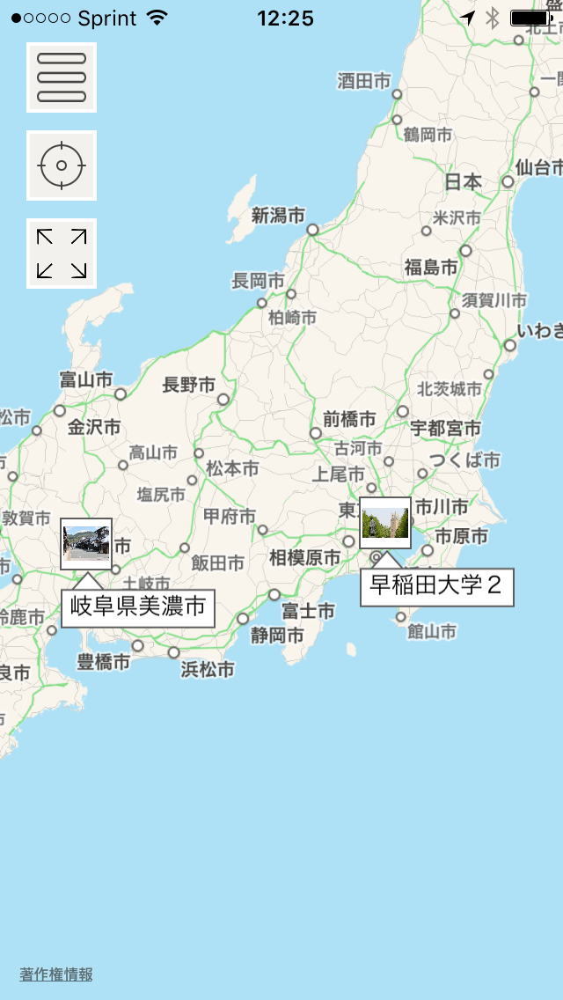 Sprint 12:25
盛
北上市
酒田市
一関
鶴岡市
仙台市
日本
新潟市
米沢市
福島市
長岡市
須賀川市
柏崎市
いわき
富山市
長野市
北茨城市
松市
金沢市
前橋市
宇都宮市
高山市
古河市
つくば市
松本市
上尾市
塩尻市
敦賀市
甲府市
東
市川市
市原市
市
相模原市
飯田市
土岐市
早稲田大学２
岐阜県美濃市
鈴鹿市
富士市
静岡市
館山市
豊橋市
浜松市
良市
著作権情報